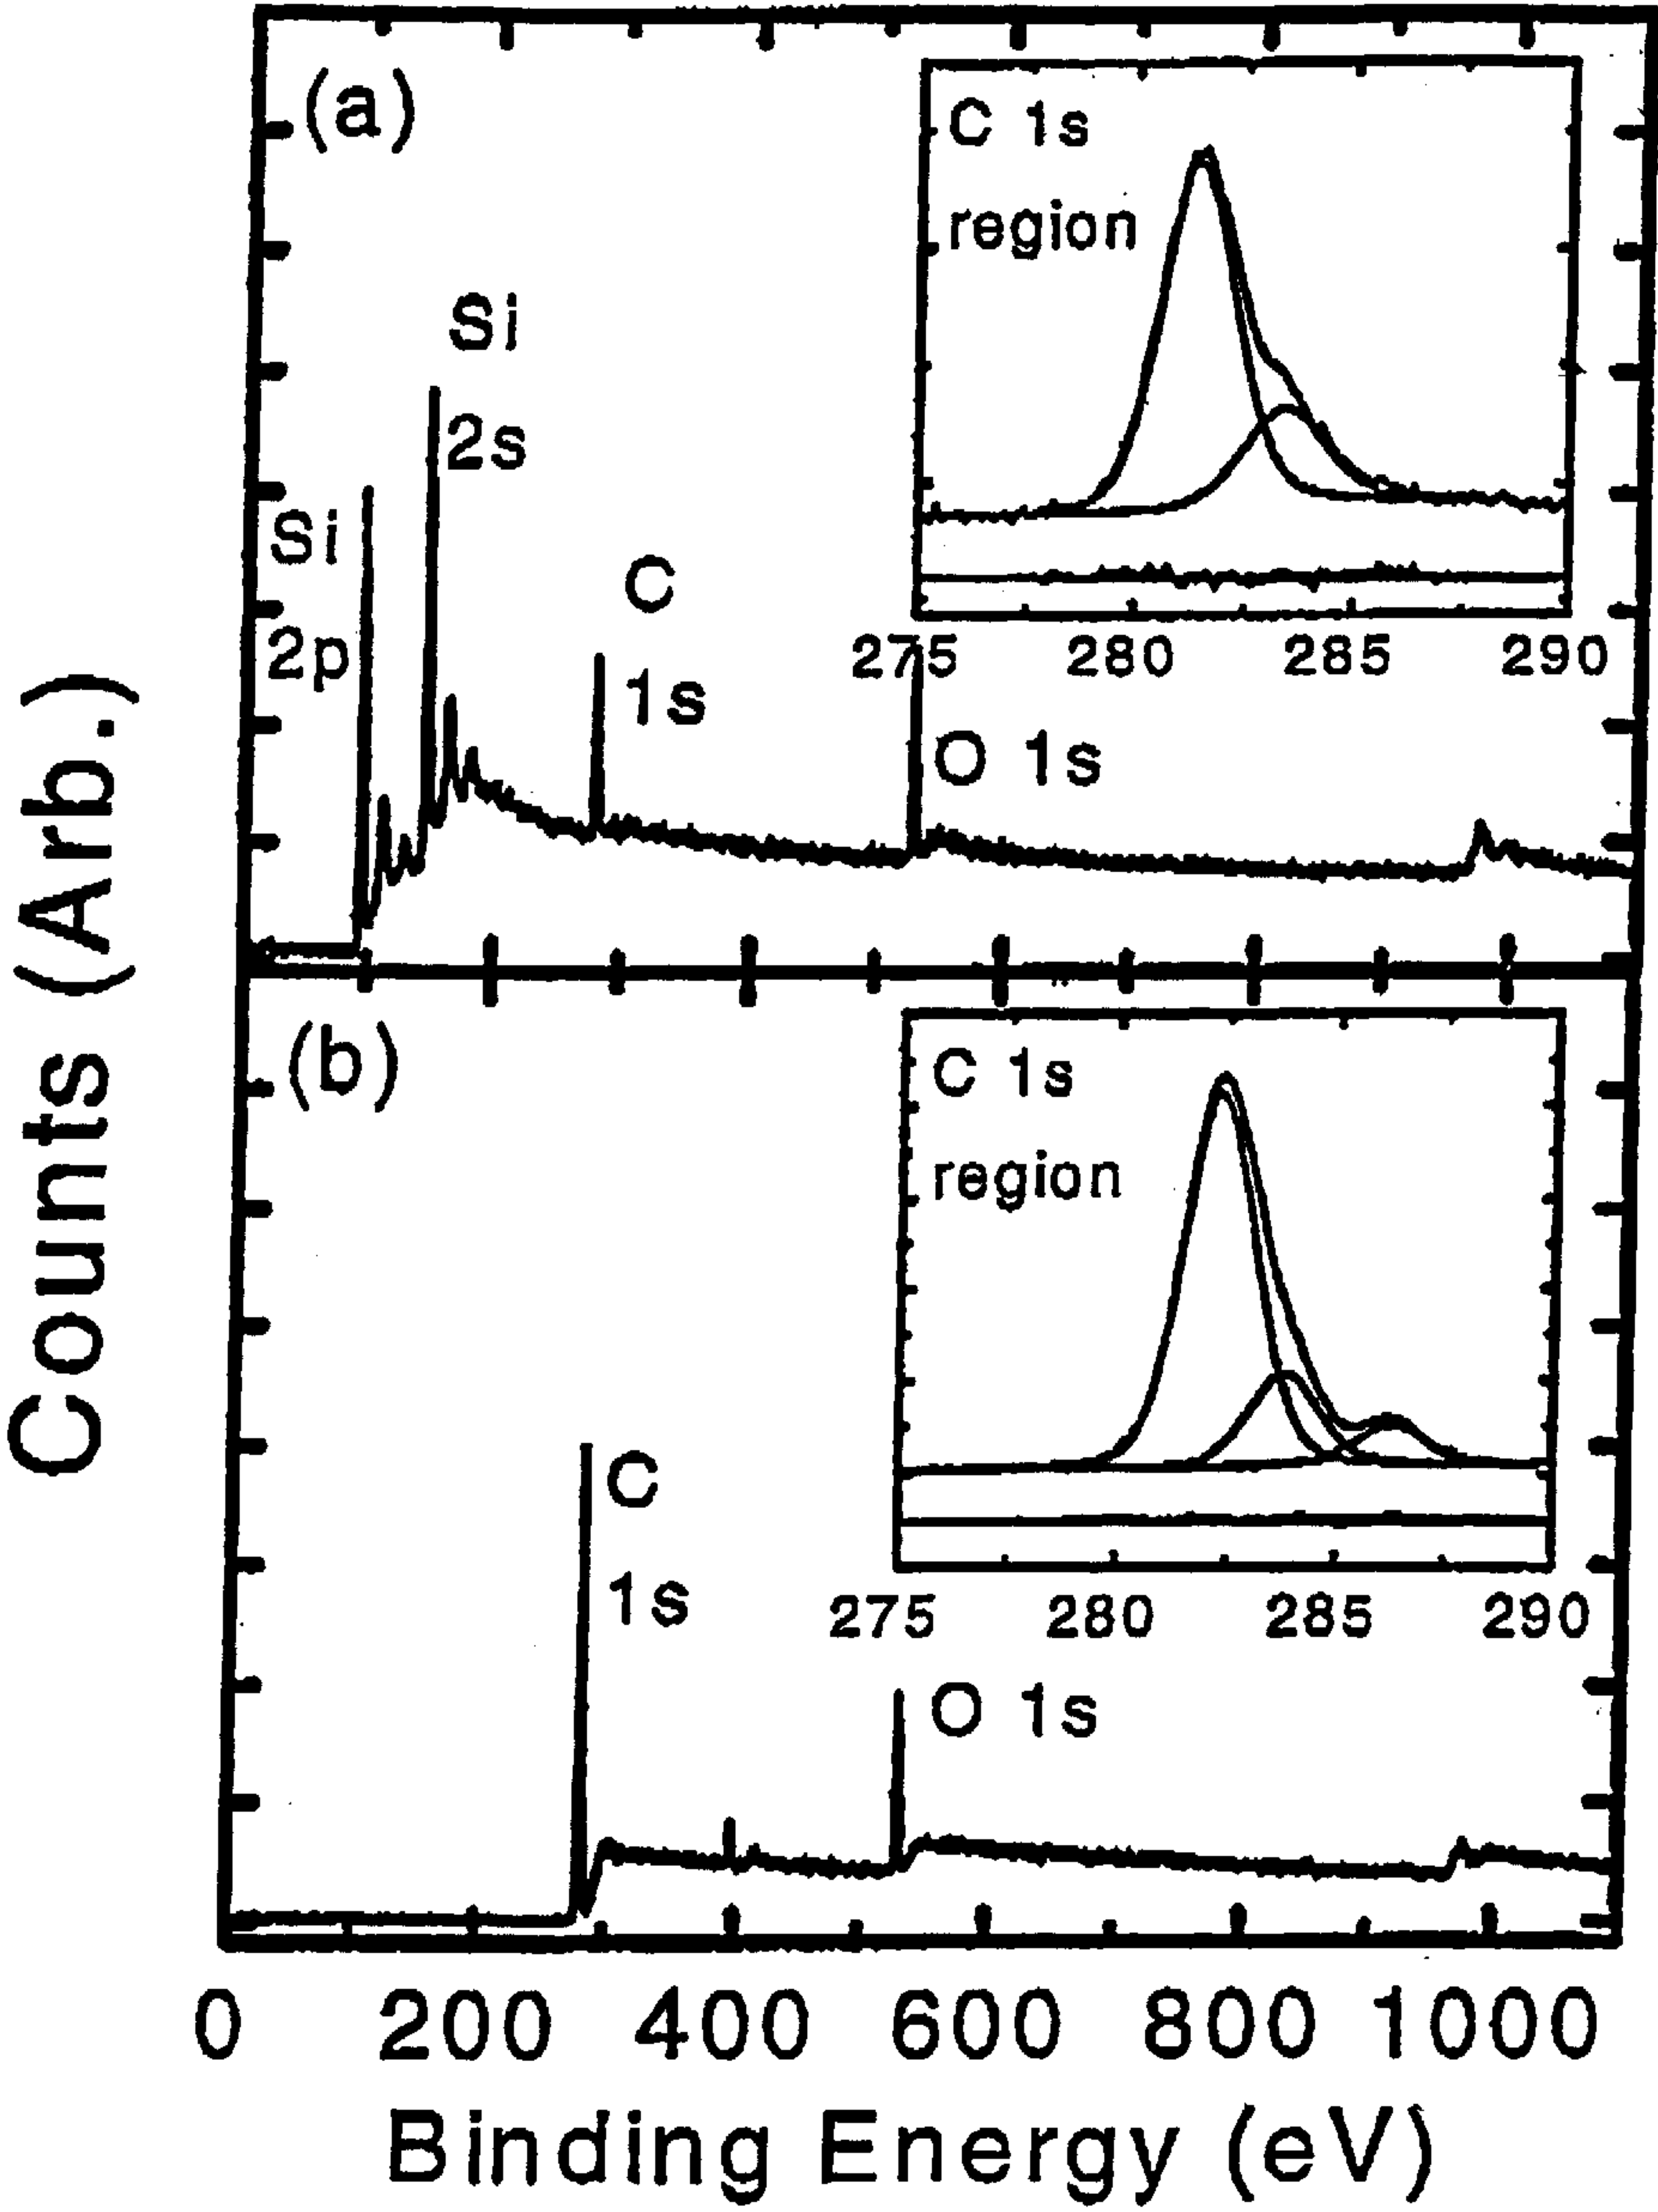 Counts (Arb.)
(a)
C 1s
region
Si
2s
Si
2p
C
1s
275 280 285 290
O 1s
(b)
C 1s
region
C
1s
275 280 285 290
O 1s
0 200 400 600 800 1000
Binding Energy (eV)